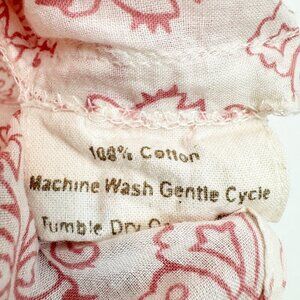 100% Cotton
Machine Wash Gentle Cycle
Tumble Dry